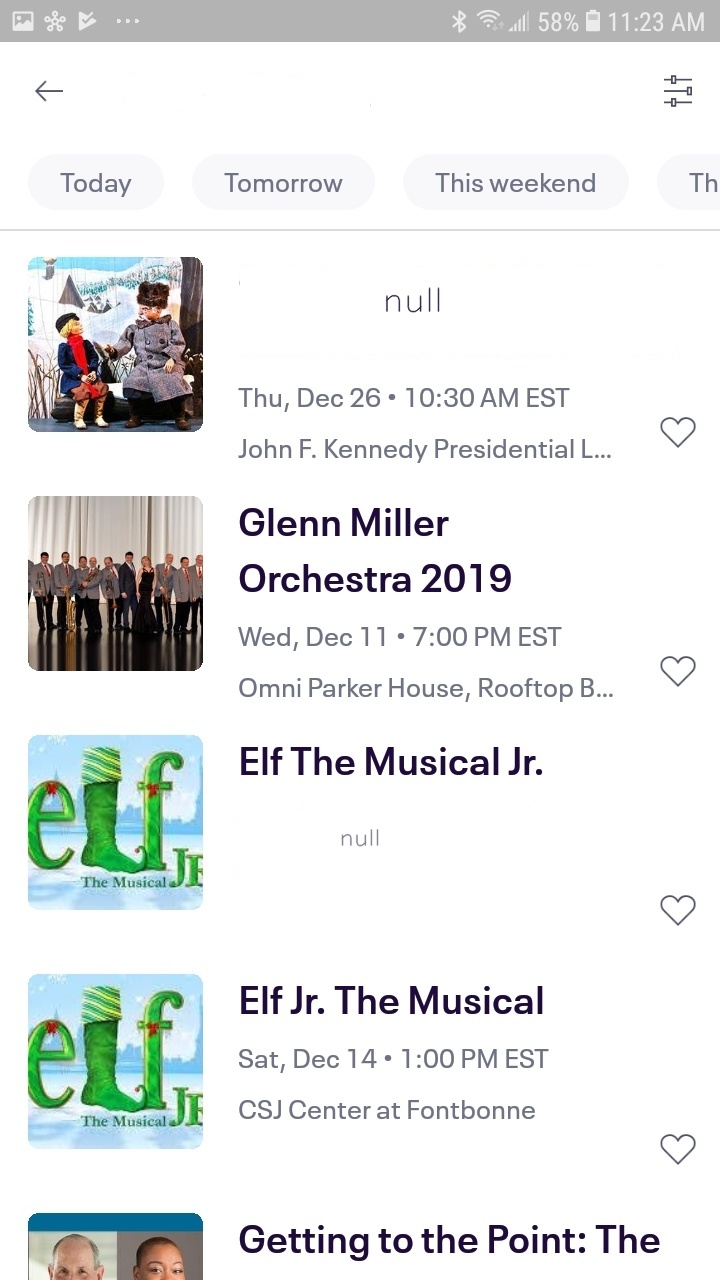 58% 11:23 AM
Today Tomorrow This weekend Th
null
Thu, Dec 26 • 10:30 AM EST
John F. Kennedy Presidential L...
Glenn Miller
Orchestra 2019
Wed, Dec 11 • 7:00 PM EST
Omni Parker House, Rooftop B...
elf JR
The Musical
Elf The Musical Jr.
null
elf JR
The Musical
Elf Jr. The Musical
Sat, Dec 14 • 1:00 PM EST
CSJ Center at Fontbonne
Getting to the Point: The